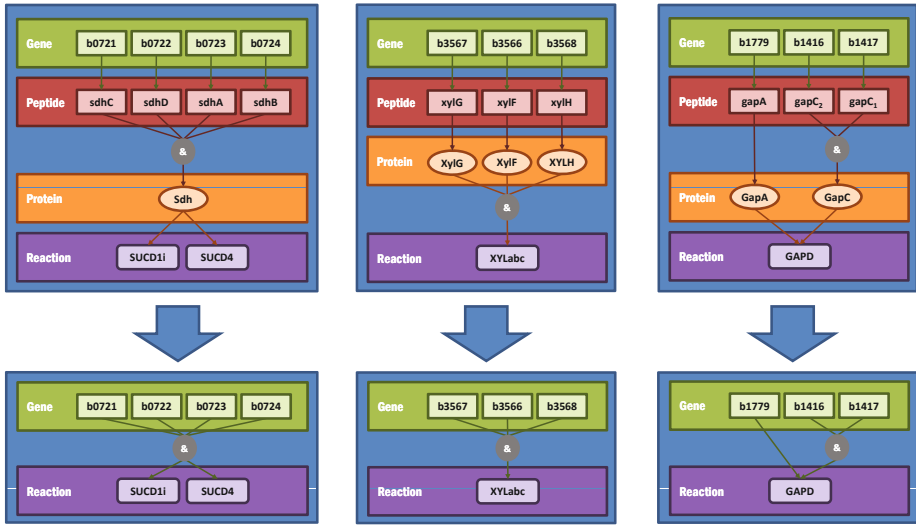 Gene b0721 b0722 b0723 b0724
Peptide sdhC sdhD sdhA sdhB
&
Protein Sdh
Reaction SUCD1i SUCD4
Gene b3567 b3566 b3568
Peptide xylG xylF xylH
Protein XylG XylF XYLH
&
Reaction XYLabc
Gene b1779 b1416 b1417
Peptide gapA gapC2 gapC1
&
Protein GapA GapC
Reaction GAPD
Gene b0721 b0722 b0723 b0724
&
Reaction SUCD1i SUCD4
Gene b3567 b3566 b3568
&
Reaction XYLabc
Gene b1779 b1416 b1417
&
Reaction GAPD